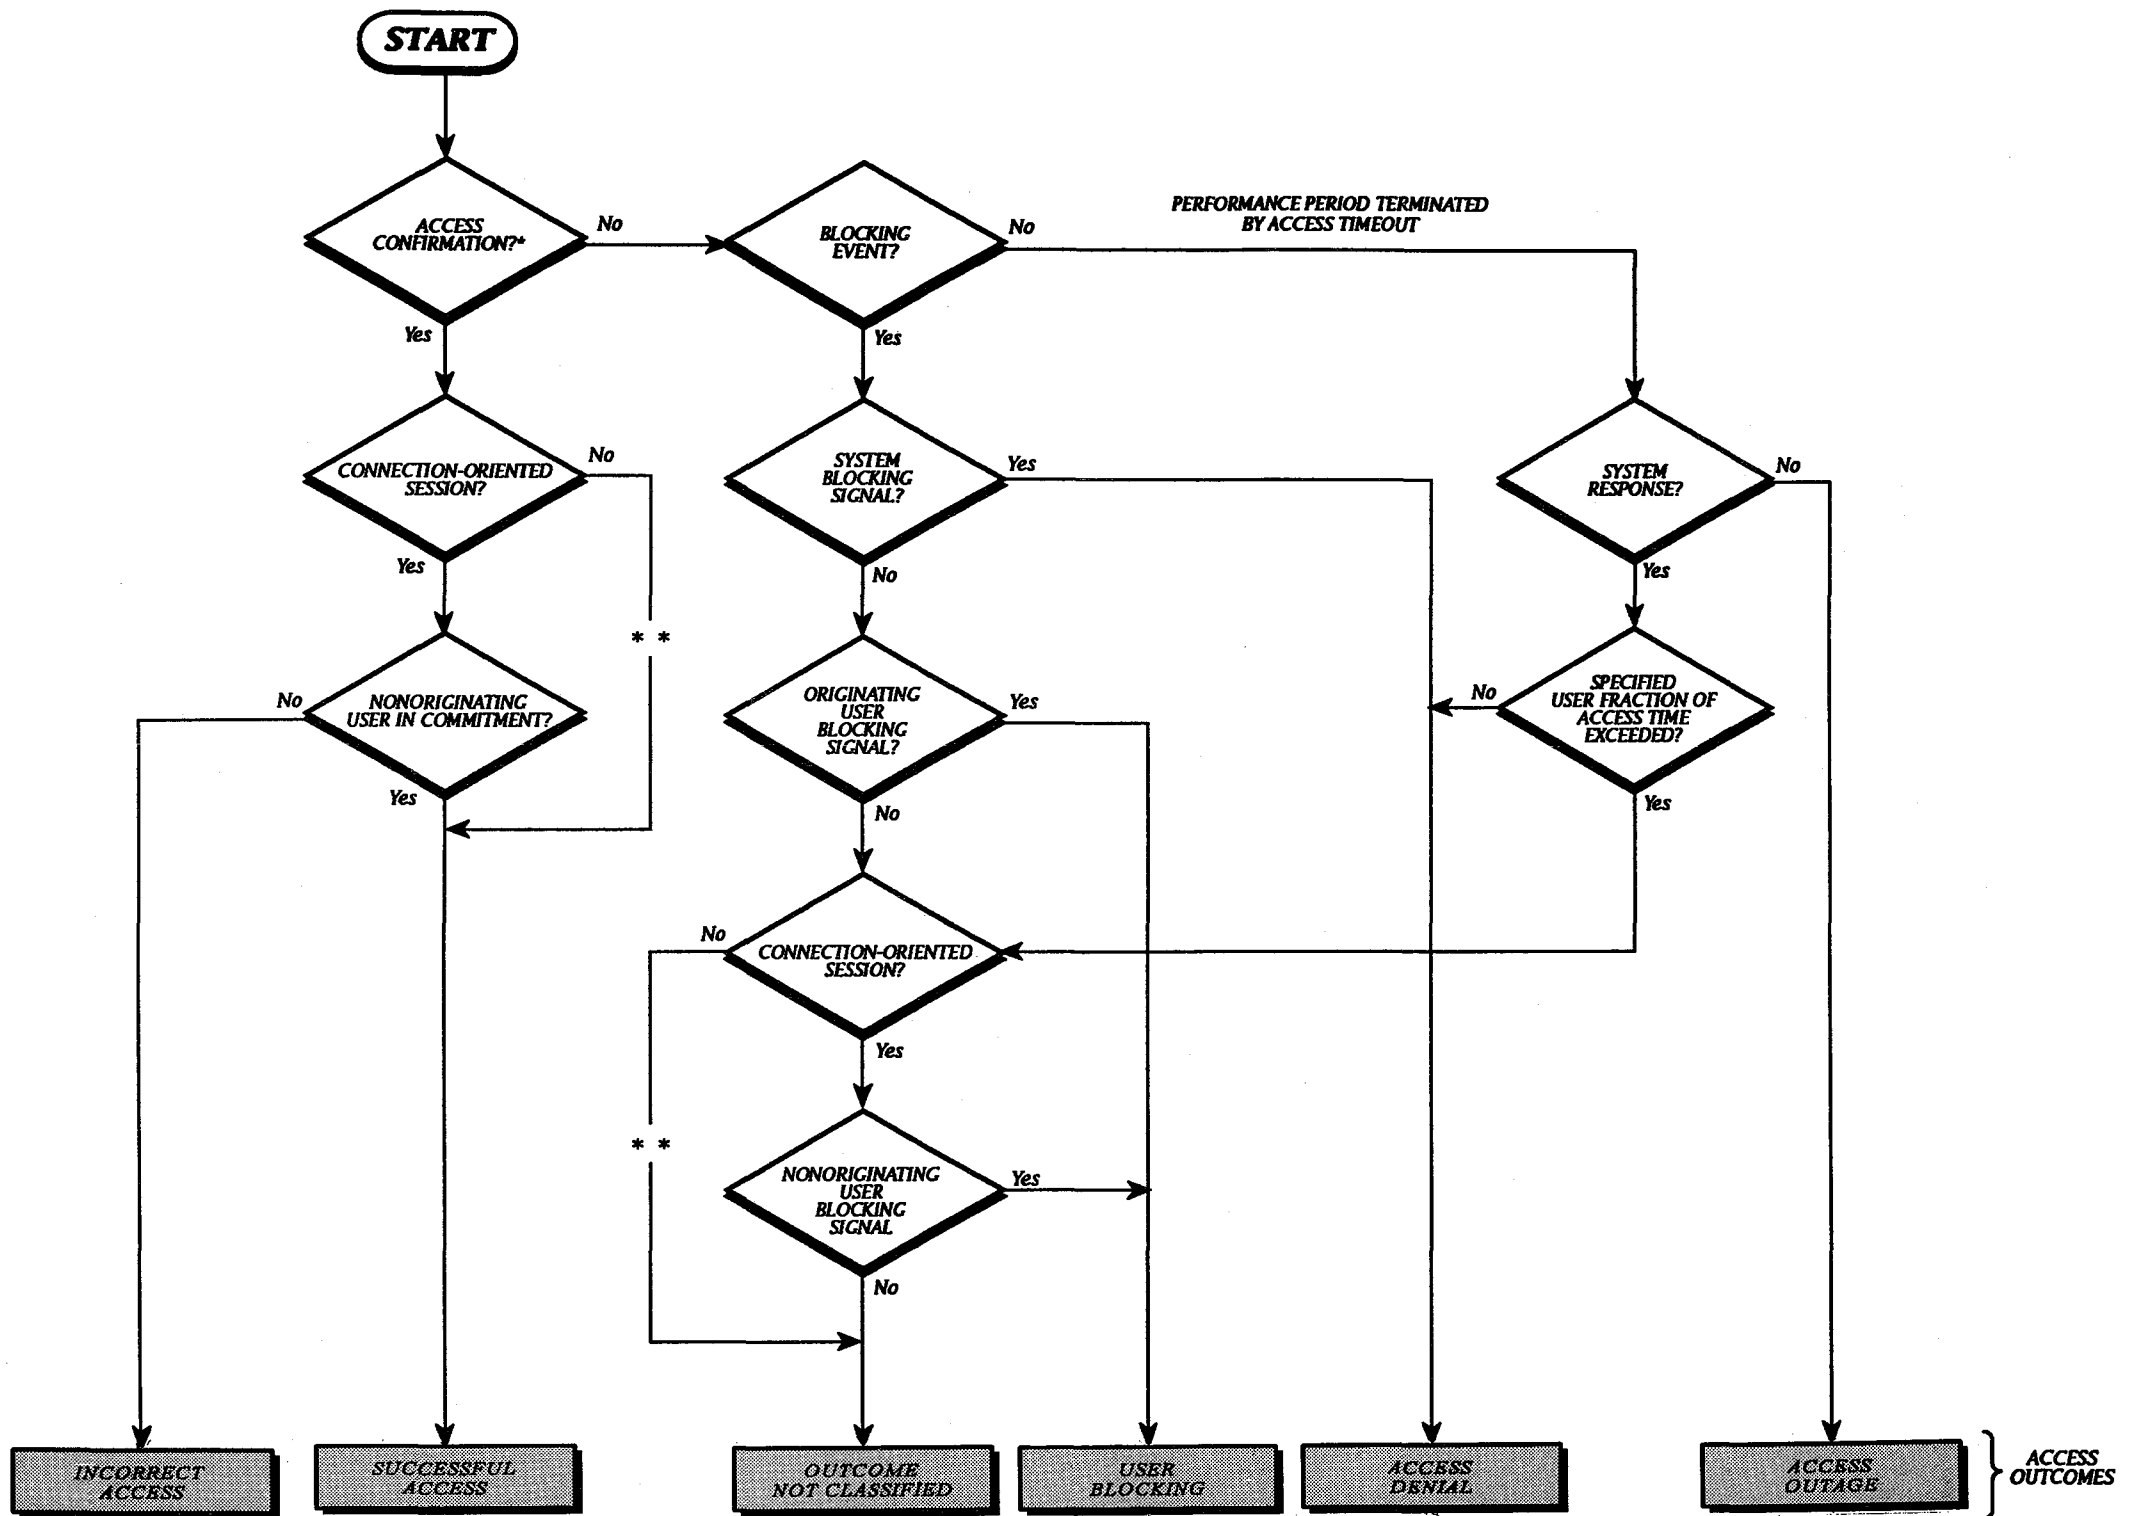 START
ACCESS
CONFIRMATION?*
No
Yes
BLOCKING
EVENT?
No
Yes
PERFORMANCE PERIOD TERMINATED
BY ACCESS TIMEOUT
CONNECTION-ORIENTED
SESSION?
No
Yes
SYSTEM
BLOCKING
SIGNAL?
Yes
No
SYSTEM
RESPONSE?
No
Yes
* *
NONORIGINATING
USER IN COMMITMENT?
No
Yes
ORIGINATING
USER
BLOCKING
SIGNAL?
Yes
No
SPECIFIED
USER FRACTION OF
ACCESS TIME
EXCEEDED?
No
Yes
CONNECTION-ORIENTED
SESSION?
No
Yes
* *
NONORIGINATING
USER
BLOCKING
SIGNAL
Yes
No
INCORRECT
ACCESS
SUCCESSFUL
ACCESS
OUTCOME
NOT CLASSIFIED
USER
BLOCKING
ACCESS
DENIAL
ACCESS
OUTAGE
ACCESS
OUTCOMES